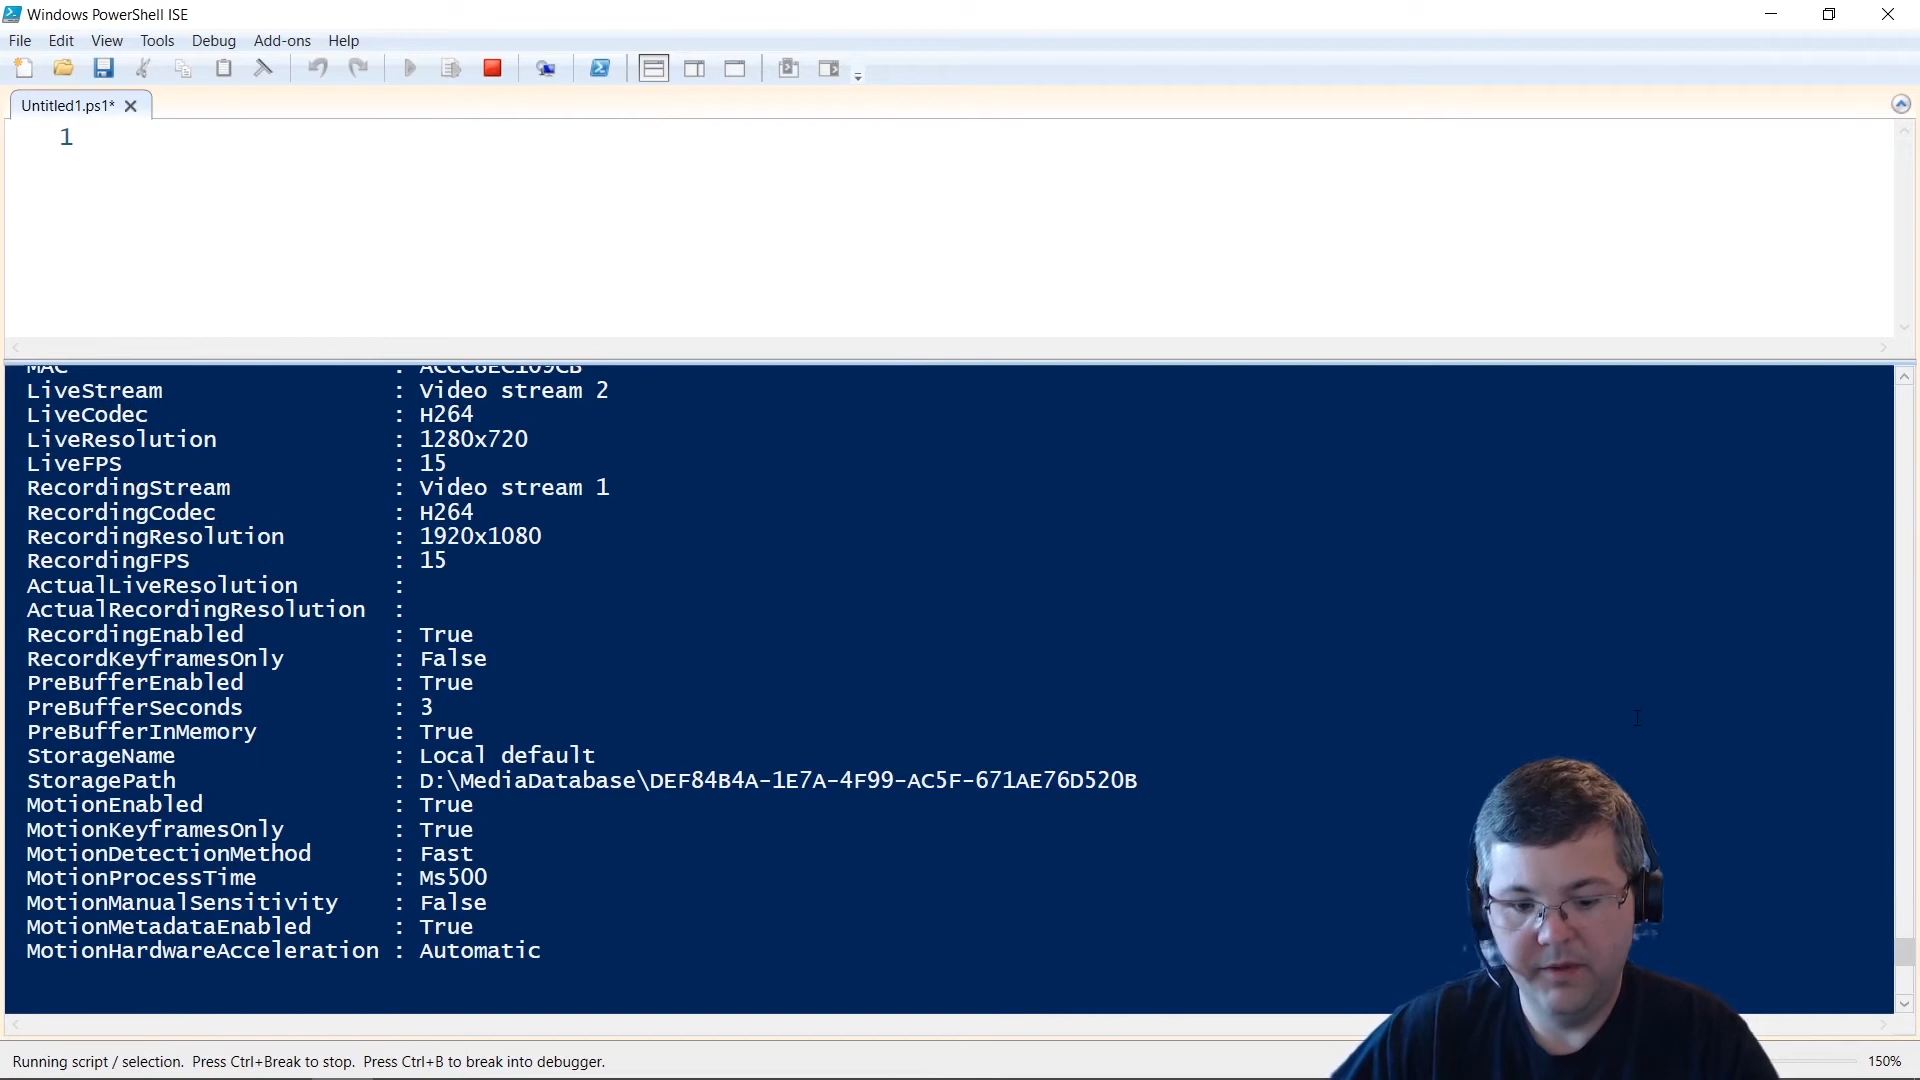 Windows PowerShell ISE
File Edit View Tools Debug Add-ons Help
Untitled1.ps1*
1
LiveStream : Video stream 2
LiveCodec : H264
LiveResolution : 1280x720
LiveFPS : 15
RecordingStream : Video stream 1
RecordingCodec : H264
RecordingResolution : 1920x1080
RecordingFPS : 15
ActualLiveResolution :
ActualRecordingResolution :
RecordingEnabled : True
RecordKeyframesOnly : False
PreBufferEnabled : True
PreBufferSeconds : 3
PreBufferInMemory : True
StorageName : Local default
StoragePath : D:\MediaDatabase\DEF84B4A-1E7A-4F99-AC5F-671AE76D520B
MotionEnabled : True
MotionKeyframesOnly : True
MotionDetectionMethod : Fast
MotionProcessTime : Ms500
MotionManualSensitivity : False
MotionMetadataEnabled : True
MotionHardwareAcceleration : Automatic
Running script / selection. Press Ctrl+Break to stop. Press Ctrl+B to break into debugger.
150%